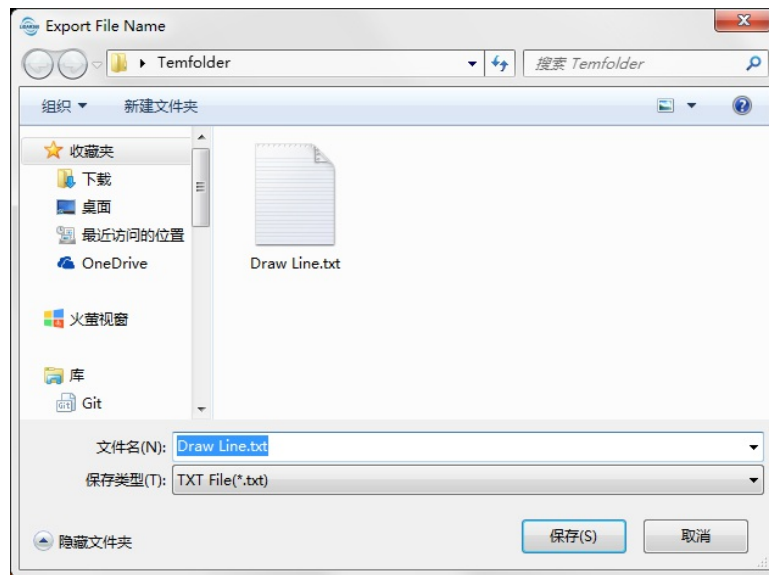 Export File Name
Temfolder
搜索 Temfolder
组织
新建文件夹
收藏夹
下载
桌面
最近访问的位置
OneDrive
Draw Line.txt
火萤视窗
库
Git
文件名(N): Draw Line.txt
保存类型(T): TXT File(*.txt)
隐藏文件夹
保存(S)
取消